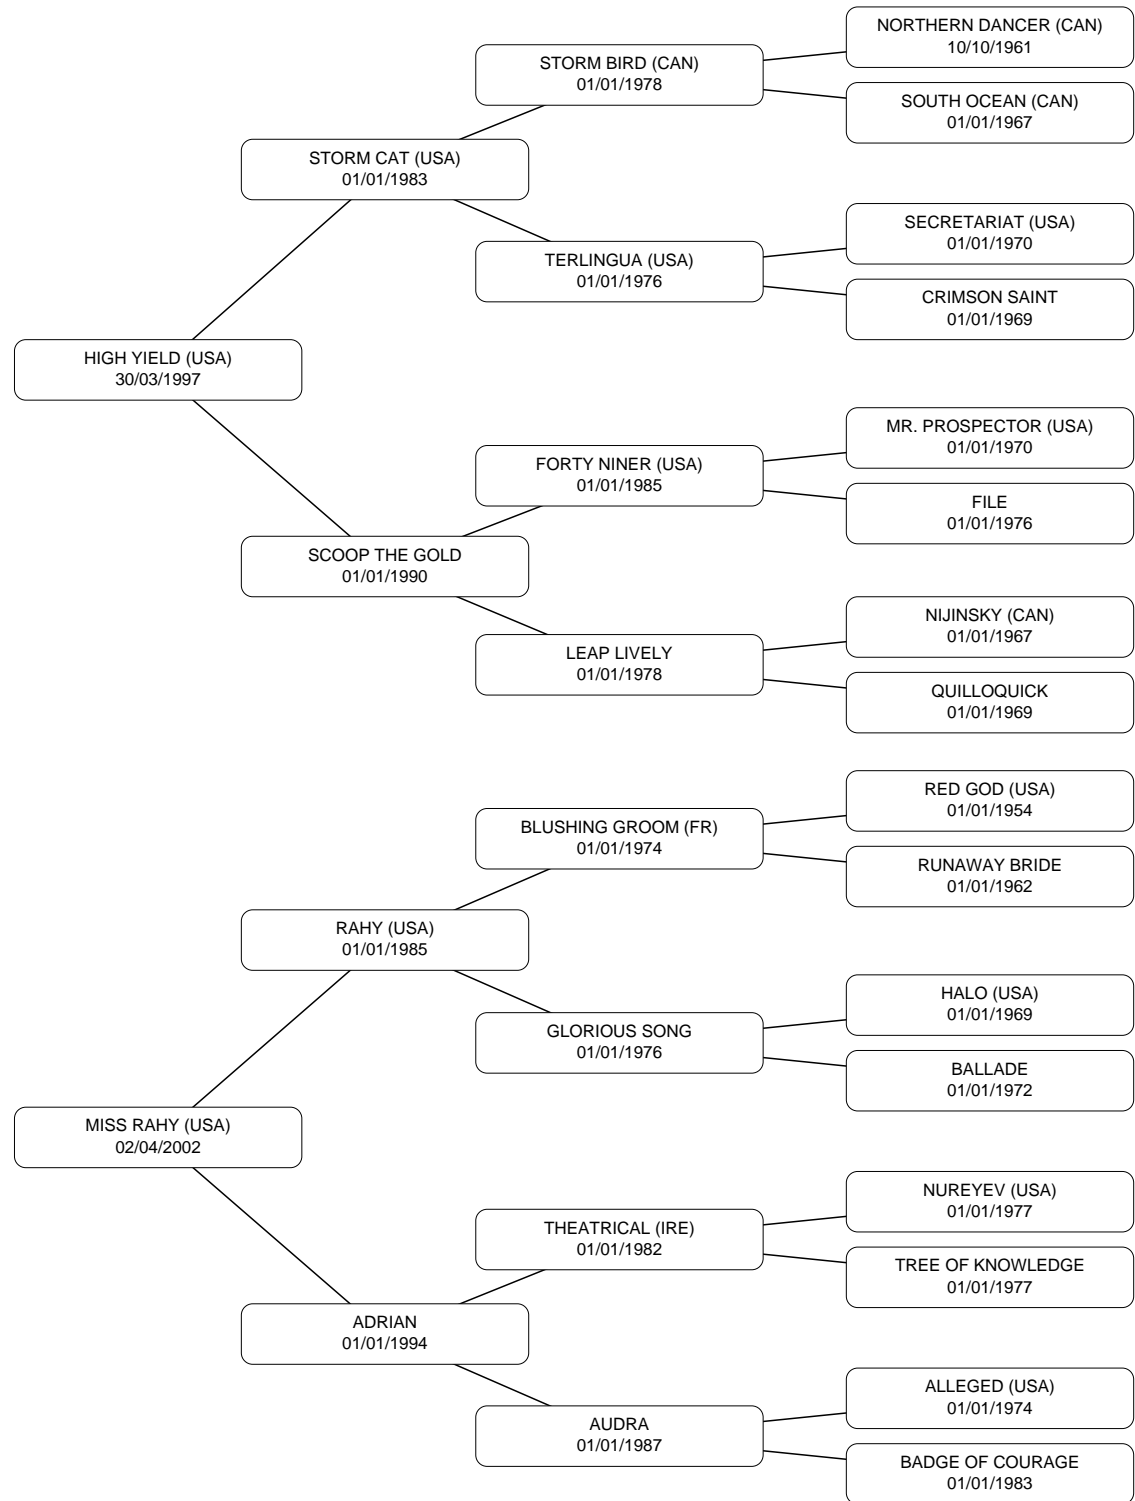 NORTHERN DANCER (CAN)
10/10/1961
STORM BIRD (CAN)
01/01/1978
SOUTH OCEAN (CAN)
01/01/1967
STORM CAT (USA)
01/01/1983
SECRETARIAT (USA)
01/01/1970
TERLINGUA (USA)
01/01/1976
CRIMSON SAINT
01/01/1969
HIGH YIELD (USA)
30/03/1997
MR. PROSPECTOR (USA)
01/01/1970
FORTY NINER (USA)
01/01/1985
FILE
01/01/1976
SCOOP THE GOLD
01/01/1990
NIJINSKY (CAN)
01/01/1967
LEAP LIVELY
01/01/1978
QUILLOQUICK
01/01/1969
RED GOD (USA)
01/01/1954
BLUSHING GROOM (FR)
01/01/1974
RUNAWAY BRIDE
01/01/1962
RAHY (USA)
01/01/1985
HALO (USA)
01/01/1969
GLORIOUS SONG
01/01/1976
BALLADE
01/01/1972
MISS RAHY (USA)
02/04/2002
NUREYEV (USA)
01/01/1977
THEATRICAL (IRE)
01/01/1982
TREE OF KNOWLEDGE
01/01/1977
ADRIAN
01/01/1994
ALLEGED (USA)
01/01/1974
AUDRA
01/01/1987
BADGE OF COURAGE
01/01/1983